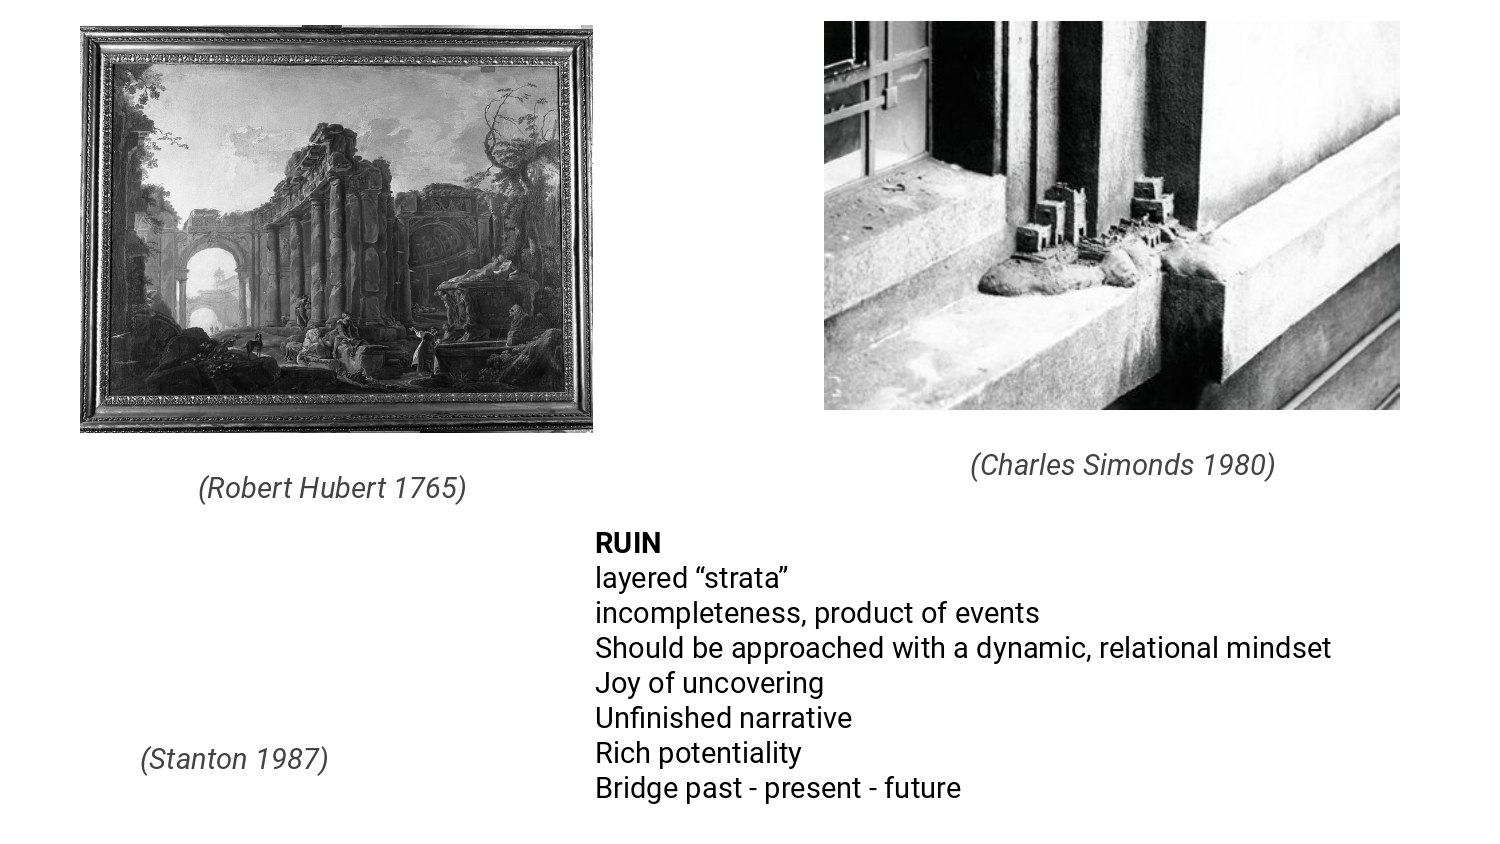 (Robert Hubert 1765)
(Charles Simonds 1980)
RUIN
layered “strata”
incompleteness, product of events
Should be approached with a dynamic, relational mindset
Joy of uncovering
Unfinished narrative
Rich potentiality
Bridge past - present - future
(Stanton 1987)